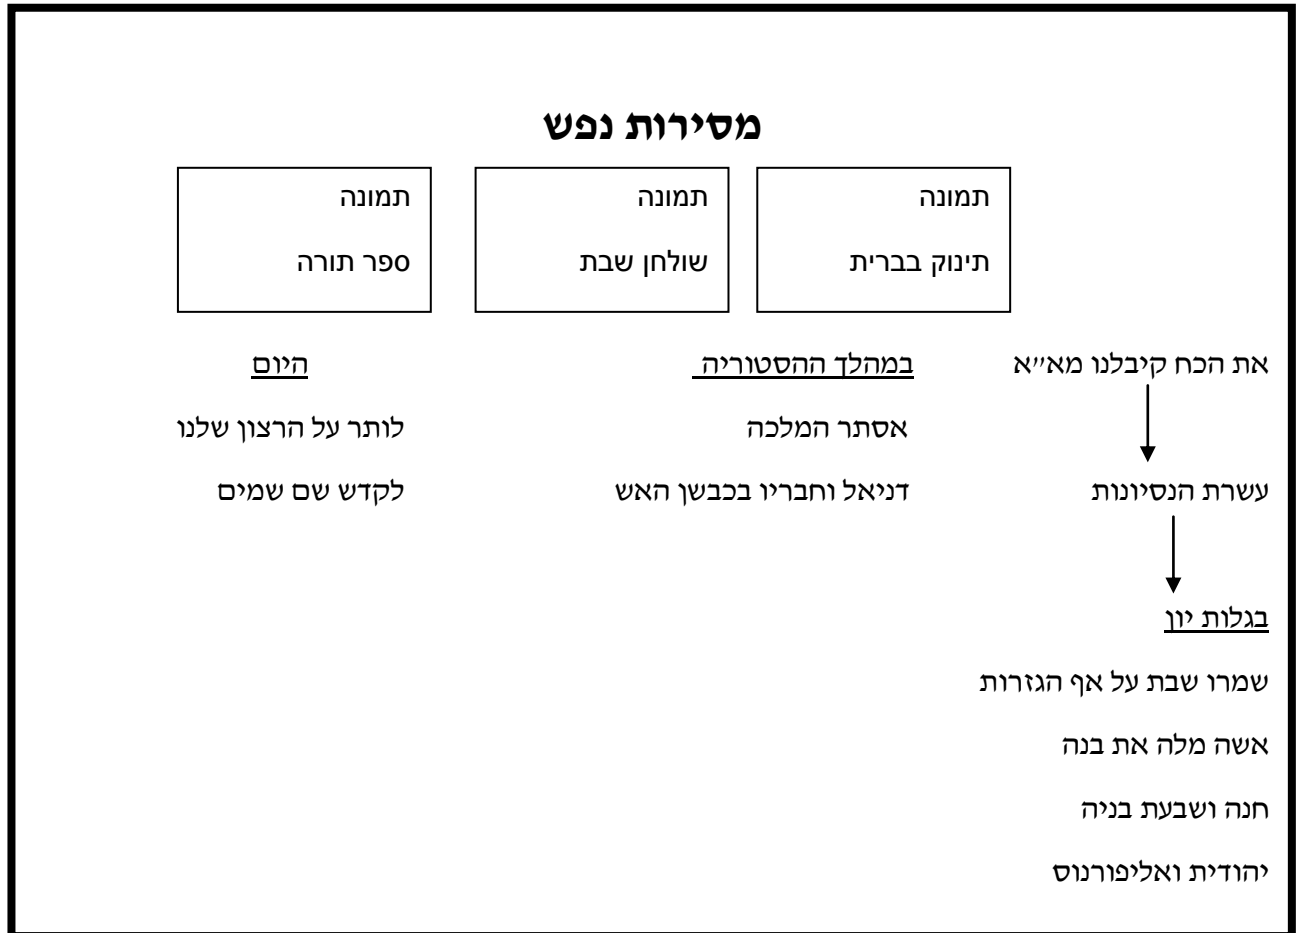 מסירות נפש
תמונה
תינוק בברית
תמונה
שולחן שבת
תמונה
ספר תורה
את הכח קיבלנו מא״א
עשרת הנסיונות
בגלות יון
שמרו שבת על אף הגזרות
אשה מלה את בנה
חנה ושבעת בניה
יהודית ואליפורנוס
במהלך ההסטוריה
אסתר המלכה
דניאל וחבריו בכבשן האש
היום
לותר על הרצון שלנו
לקדש שם שמים